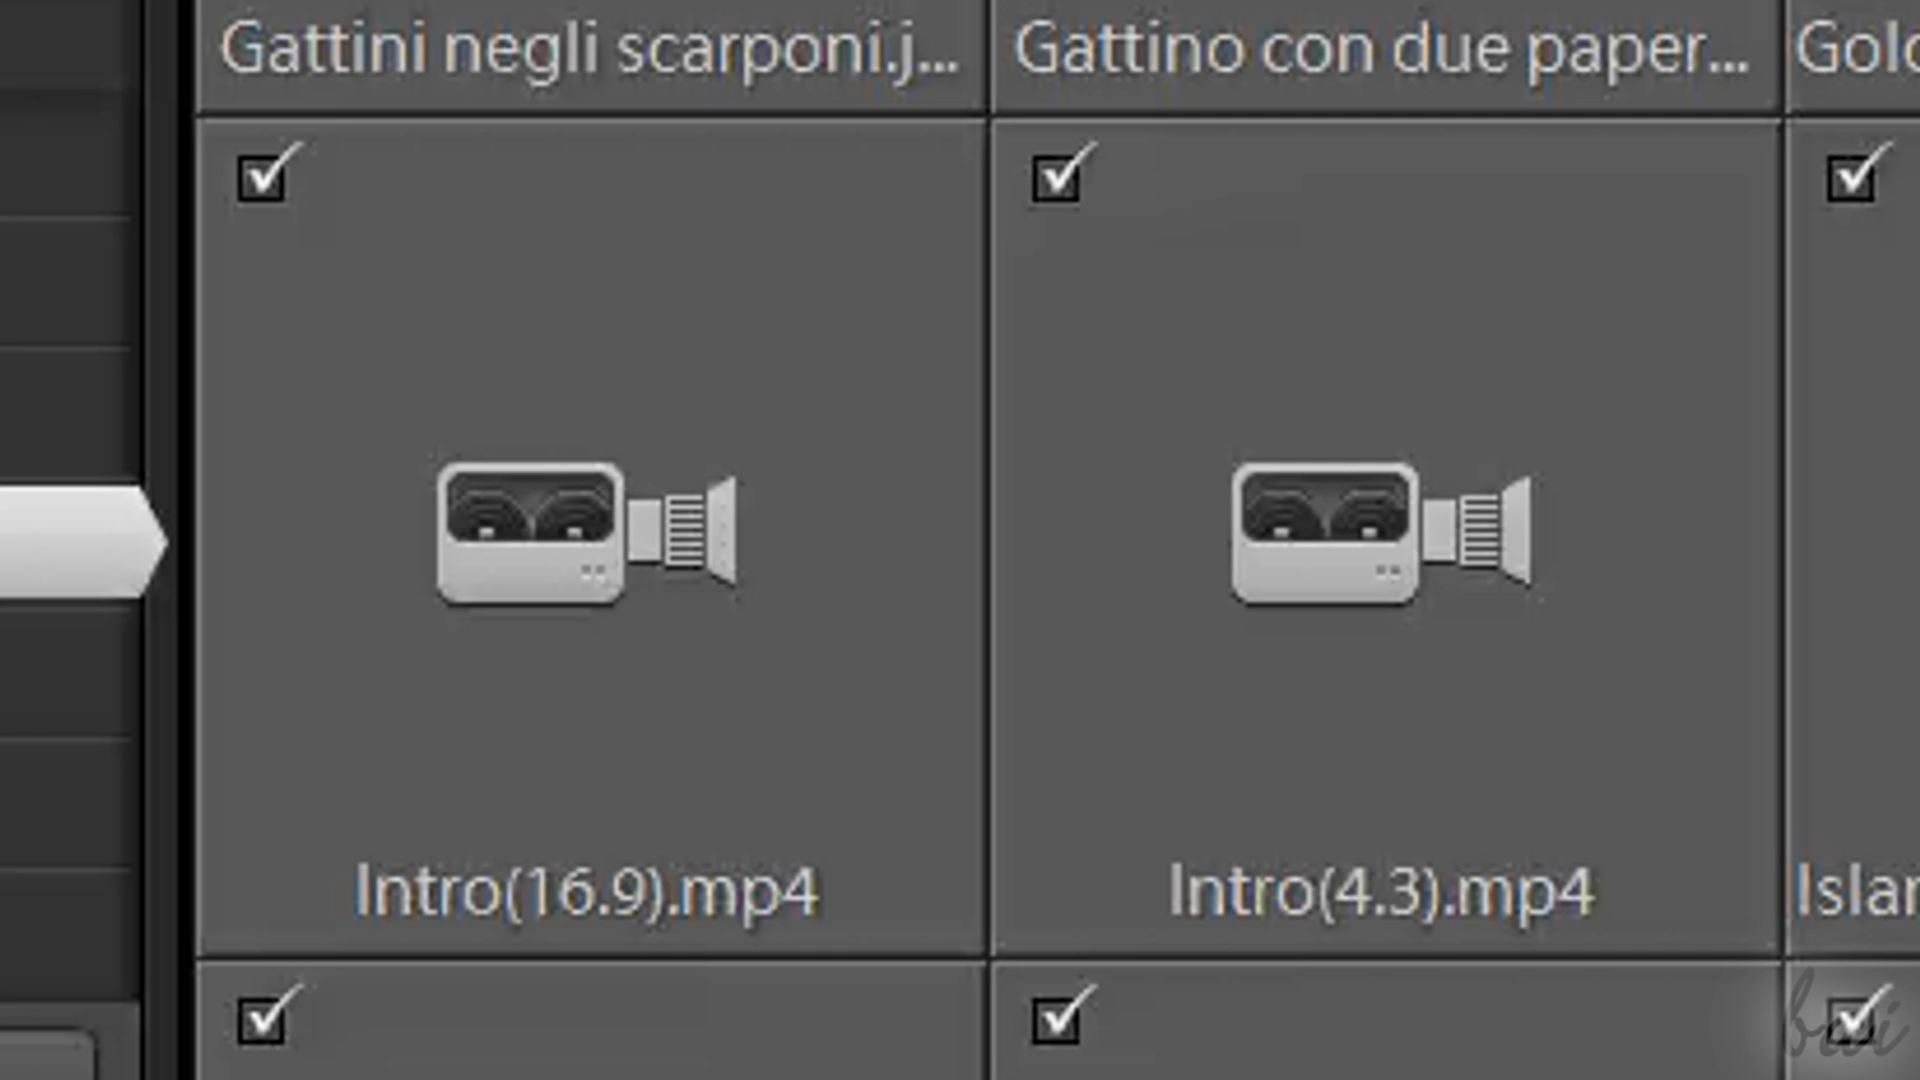 Gattini negli scarponi.j...
Gattino con due paper...
Intro(16.9).mp4
Intro(4.3).mp4